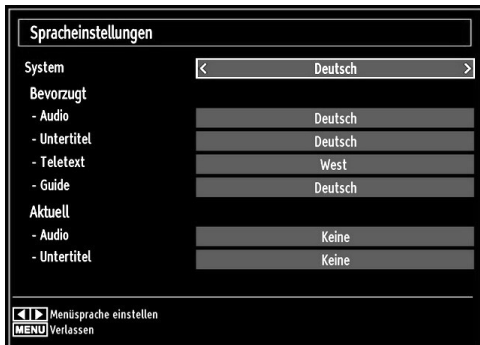 Spracheinstellungen
System < Deutsch >
Bevorzugt
- Audio Deutsch
- Untertitel Deutsch
- Teletext West
- Guide Deutsch
Aktuell
- Audio Keine
- Untertitel Keine
Menüsprache einstellen
MENU Verlassen